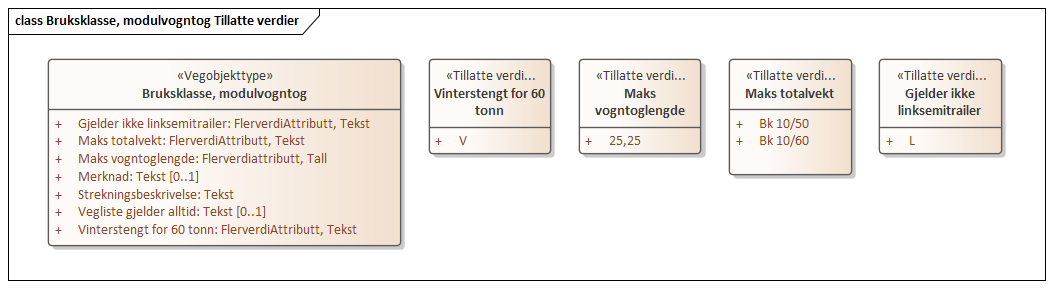 class Bruksklasse, modulvogntog Tillatte verdier
«Vegobjekttype»
Bruksklasse, modulvogntog
+ Gjelder ikke linksemitrailer: FlerverdiAttributt, Tekst
+ Maks totalvekt: FlerverdiAttributt, Tekst
+ Maks vogntoglengde: Flerverdiattributt, Tall
+ Merknad: Tekst [0..1]
+ Strekningsbeskrivelse: Tekst
+ Vegliste gjelder alltid: Tekst [0..1]
+ Vinterstengt for 60 tonn: FlerverdiAttributt, Tekst
«Tillatte verdi...
Vinterstengt for 60
tonn
+ V
«Tillatte verdi...
Maks
vogntoglengde
+ 25,25
«Tillatte verdi...
Maks totalvekt
+ Bk 10/50
+ Bk 10/60
«Tillatte verdi...
Gjelder ikke
linksemitrailer
+ L